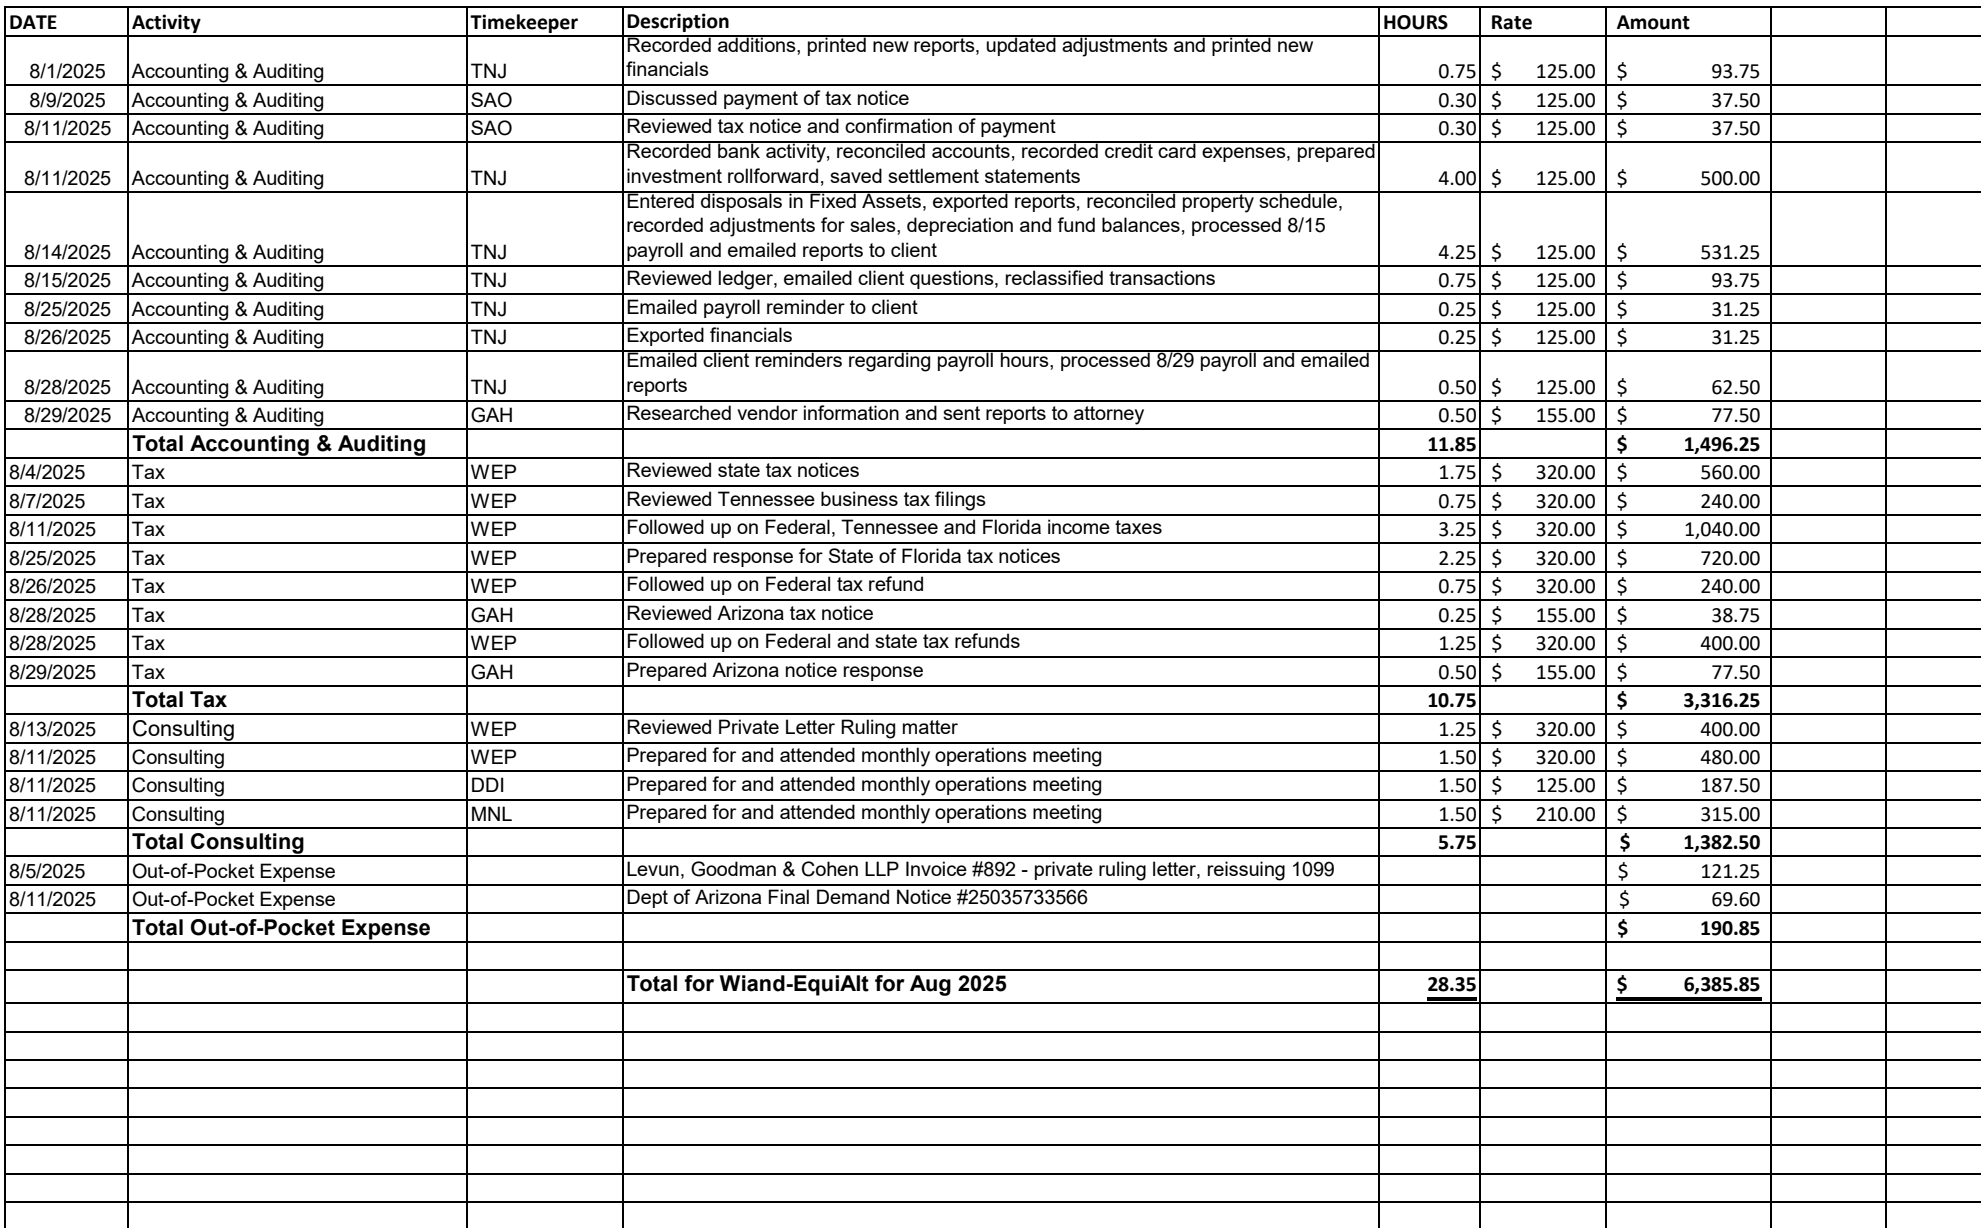 DATE Activity Timekeeper Description HOURS Rate Amount
Recorded additions, printed new reports, updated adjustments and printed new
8/1/2025 Accounting & Auditing TNJ financials 0.75 $ 125.00 $ 93.75
8/9/2025 Accounting & Auditing SAO Discussed payment of tax notice 0.30 $ 125.00 $ 37.50
8/11/2025 Accounting & Auditing SAO Reviewed tax notice and confirmation of payment 0.30 $ 125.00 $ 37.50
Recorded bank activity, reconciled accounts, recorded credit card expenses, prepared
8/11/2025 Accounting & Auditing TNJ investment rollforward, saved settlement statements 4.00 $ 125.00 $ 500.00
Entered disposals in Fixed Assets, exported reports, reconciled property schedule,
recorded adjustments for sales, depreciation and fund balances, processed 8/15
8/14/2025 Accounting & Auditing TNJ payroll and emailed reports to client 4.25 $ 125.00 $ 531.25
8/15/2025 Accounting & Auditing TNJ Reviewed ledger, emailed client questions, reclassified transactions 0.75 $ 125.00 $ 93.75
8/25/2025 Accounting & Auditing TNJ Emailed payroll reminder to client 0.25 $ 125.00 $ 31.25
8/26/2025 Accounting & Auditing TNJ Exported financials 0.25 $ 125.00 $ 31.25
Emailed client reminders regarding payroll hours, processed 8/29 payroll and emailed
8/28/2025 Accounting & Auditing TNJ reports 0.50 $ 125.00 $ 62.50
8/29/2025 Accounting & Auditing GAH Researched vendor information and sent reports to attorney 0.50 $ 155.00 $ 77.50
Total Accounting & Auditing 11.85 $ 1,496.25
8/4/2025 Tax WEP Reviewed state tax notices 1.75 $ 320.00 $ 560.00
8/7/2025 Tax WEP Reviewed Tennessee business tax filings 0.75 $ 320.00 $ 240.00
8/11/2025 Tax WEP Followed up on Federal, Tennessee and Florida income taxes 3.25 $ 320.00 $ 1,040.00
8/25/2025 Tax WEP Prepared response for State of Florida tax notices 2.25 $ 320.00 $ 720.00
8/26/2025 Tax WEP Followed up on Federal tax refund 0.75 $ 320.00 $ 240.00
8/28/2025 Tax GAH Reviewed Arizona tax notice 0.25 $ 155.00 $ 38.75
8/28/2025 Tax WEP Followed up on Federal and state tax refunds 1.25 $ 320.00 $ 400.00
8/29/2025 Tax GAH Prepared Arizona notice response 0.50 $ 155.00 $ 77.50
Total Tax 10.75 $ 3,316.25
8/13/2025 Consulting WEP Reviewed Private Letter Ruling matter 1.25 $ 320.00 $ 400.00
8/11/2025 Consulting WEP Prepared for and attended monthly operations meeting 1.50 $ 320.00 $ 480.00
8/11/2025 Consulting DDI Prepared for and attended monthly operations meeting 1.50 $ 125.00 $ 187.50
8/11/2025 Consulting MNL Prepared for and attended monthly operations meeting 1.50 $ 210.00 $ 315.00
Total Consulting 5.75 $ 1,382.50
8/5/2025 Out-of-Pocket Expense Levun, Goodman & Cohen LLP Invoice #892 - private ruling letter, reissuing 1099 $ 121.25
8/11/2025 Out-of-Pocket Expense Dept of Arizona Final Demand Notice #25035733566 $ 69.60
Total Out-of-Pocket Expense $ 190.85
Total for Wiand-EquiAlt for Aug 2025 28.35 $ 6,385.85